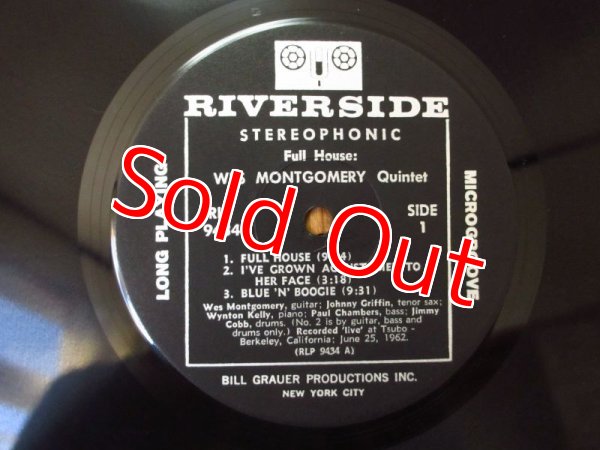 RIVERSIDE
STEREOPHONIC
Full House:
WES MONTGOMERY Quintet
SIDE
1
LONG PLAYING
MICROGROOVE
1. FULL HOUSE
2. I'VE GROWN TO
HER FACE (3:18)
3. BLUE 'N' BOOGIE (9:31)
Wes Montgomery, guitar; Johnny Griffin, tenor sax;
Wynton Kelly, piano; Paul Chambers, bass; Jimmy
Cobb, drums. (No. 2 is by guitar, bass and
drums only.) Recorded 'live' at Tsubo -
Berkeley, California; June 25, 1962.
(RLP 9434 A)
BILL GRAUER PRODUCTIONS INC.
NEW YORK CITY
Sold Out